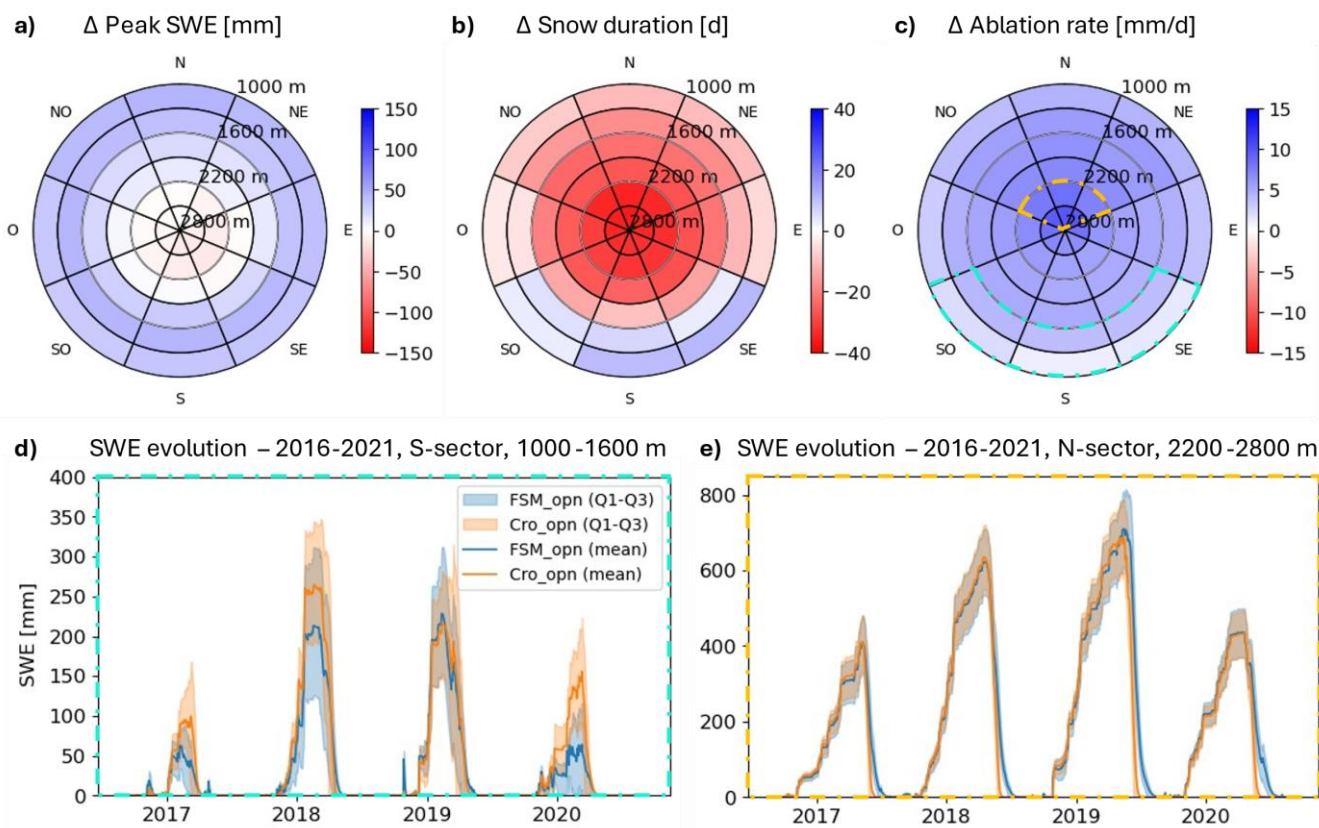 a) Δ Peak SWE [mm]
N
NO
NE
O
E
SO
SE
S
1000 m
1600 m
2200 m
2800 m
150
100
50
0
−50
−100
−150
b) Δ Snow duration [d]
N
NO
NE
O
E
SO
SE
S
1000 m
1600 m
2200 m
2800 m
40
20
0
−20
−40
c) Δ Ablation rate [mm/d]
N
NO
NE
O
E
SO
SE
S
1000 m
1600 m
2200 m
2800 m
15
10
5
0
−5
−10
−15
d) SWE evolution – 2016-2021, S-sector, 1000-1600 m
SWE [mm]
400
350
300
250
200
150
100
50
0
2017 2018 2019 2020
FSM_opn (Q1-Q3)
Cro_opn (Q1-Q3)
FSM_opn (mean)
Cro_opn (mean)
e) SWE evolution – 2016-2021, N-sector, 2200-2800 m
800
600
400
200
0
2017 2018 2019 2020